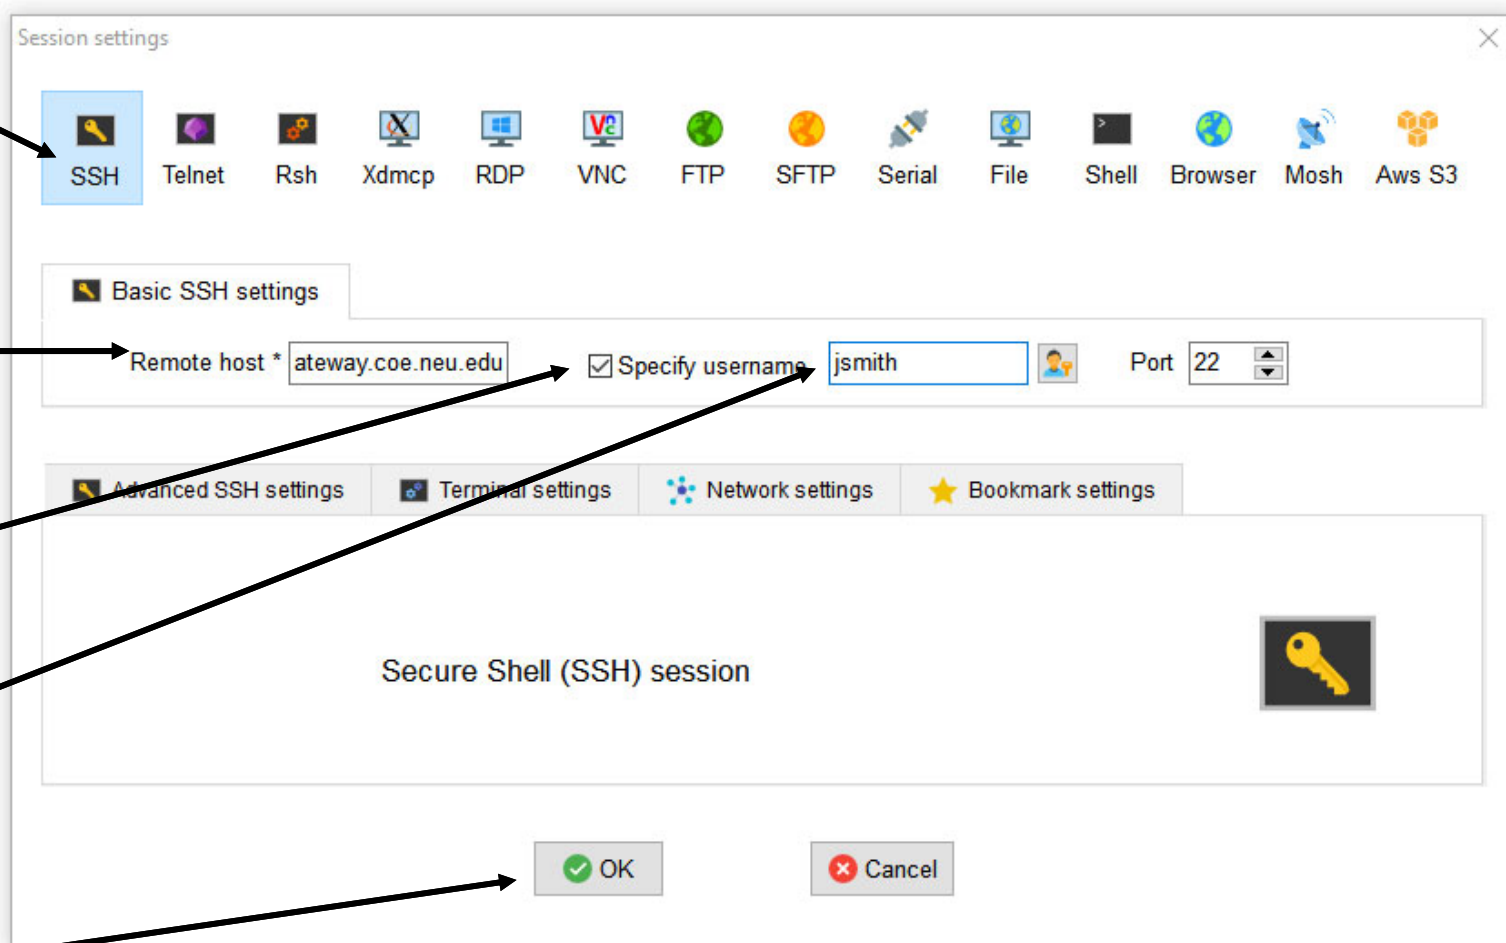 Session settings
SSH Telnet Rsh Xdmcp RDP VNC FTP SFTP Serial File Shell Browser Mosh Aws S3
Basic SSH settings
Remote host * ateway.coe.neu.edu Specify username jsmith Port 22
Advanced SSH settings Terminal settings Network settings Bookmark settings
Secure Shell (SSH) session
OK Cancel